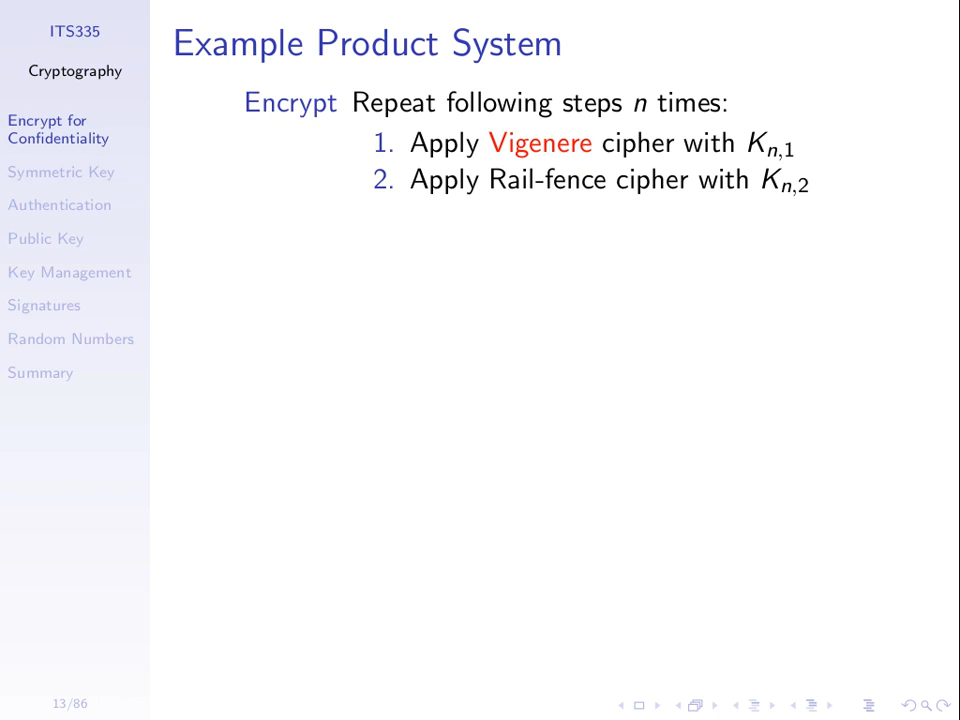 ITS335
Cryptography
Encrypt for
Confidentiality
Symmetric Key
Authentication
Public Key
Key Management
Signatures
Random Numbers
Summary
13/86
Example Product System
Encrypt Repeat following steps n times:
1. Apply Vigenere cipher with Kn,1
2. Apply Rail-fence cipher with Kn,2